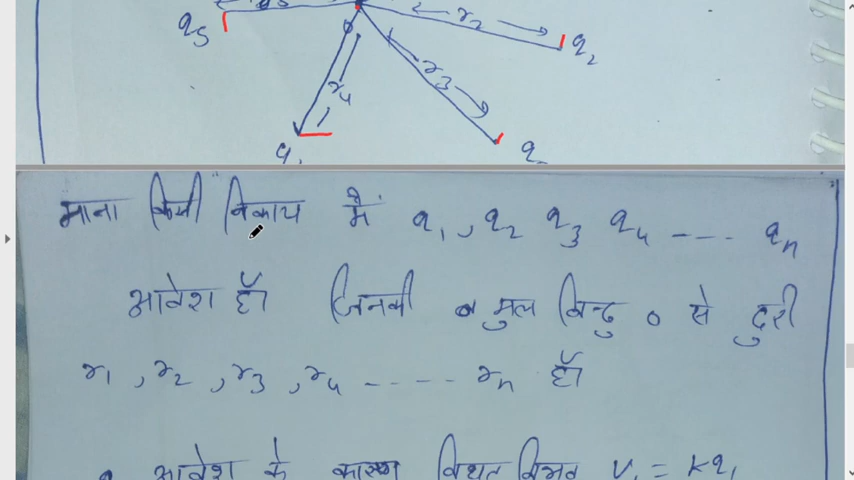 q5 r2 q2
r3
r4
q
माना किसी निकाय में q1, q2 q3 q4 ---- qn
आवेश हैं। जिनकी मुल बिन्दु o से दुरी
r1, r2, r3, r4 ------ rn हैं।
आवेश के कारण विधत विभव V1 = kq1